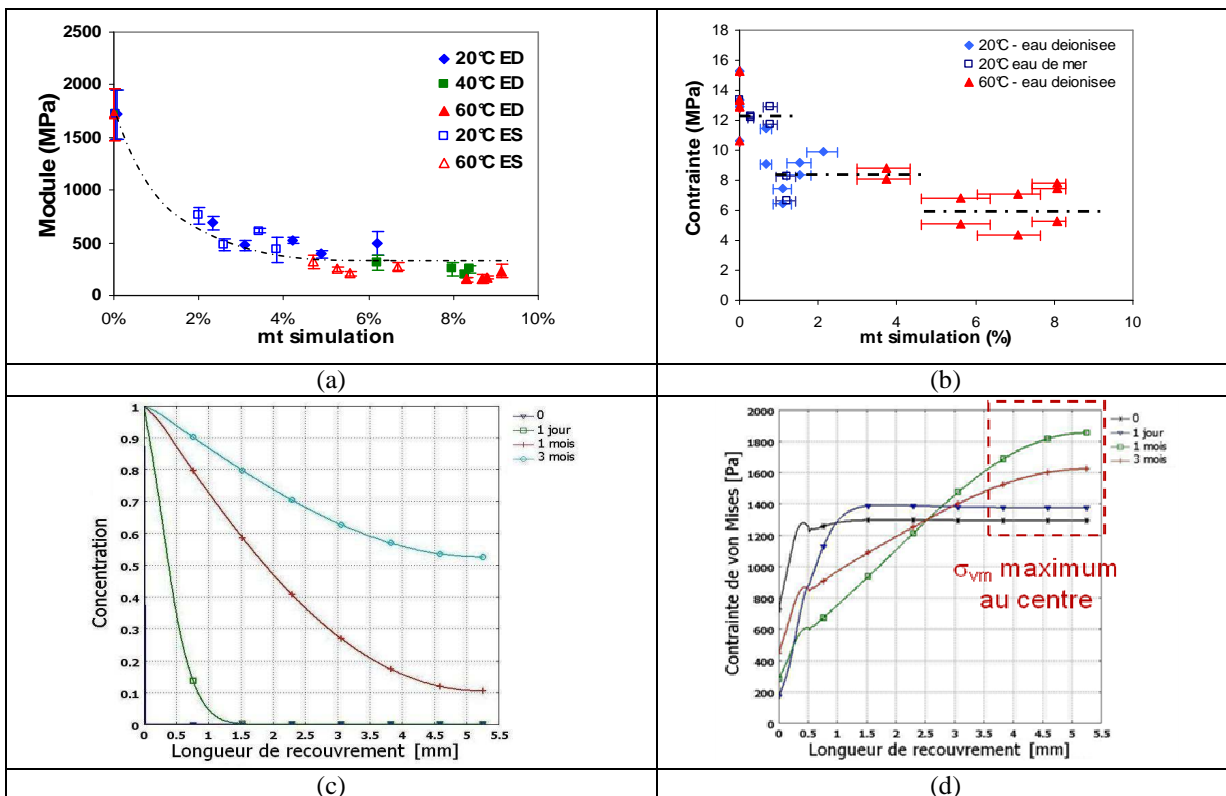 2500
2000
1500
1000
500
0
Module (MPa)
20°C ED
40°C ED
60°C ED
20°C ES
60°C ES
0% 2% 4% 6% 8% 10%
mt simulation
18
16
14
12
10
8
6
4
2
0
Contrainte (MPa)
20°C - eau deionisee
20°C eau de mer
60°C - eau deionisee
0 2 4 6 8 10
mt simulation (%)
(a) (b)
1
0.9
0.8
0.7
0.6
0.5
0.4
0.3
0.2
0.1
0
Concentration
0
1 jour
1 mois
3 mois
0 0.5 1 1.5 2 2.5 3 3.5 4 4.5 5 5.5
Longueur de recouvrement [mm]
2000
1800
1600
1400
1200
1000
800
600
400
200
0
Contrainte de von Mises [Pa]
0
1 jour
1 mois
3 mois
σvm maximum
au centre
0 0.5 1 1.5 2 2.5 3 3.5 4 4.5 5 5.5
Longueur de recouvrement [mm]
(c) (d)